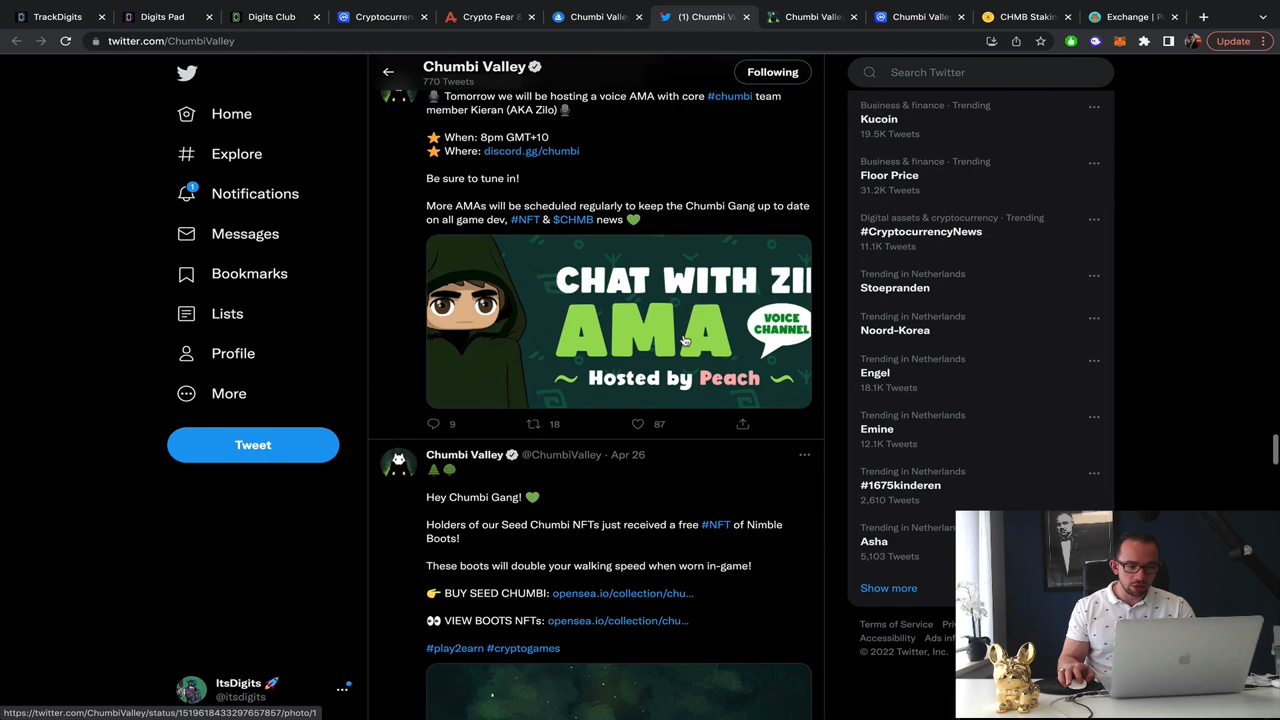 TrackDigits
Digits Pad
Digits Club
Cryptocurren
Crypto Fear &
Chumbi Valle
(1) Chumbi V
Chumbi Valley
Chumbi Valle
CHMB Stakin
Exchange | P
twitter.com/ChumbiValley
Update
Chumbi Valley
770 Tweets
Following
Search Twitter
Home
Explore
1
Notifications
Messages
Bookmarks
Lists
Profile
More
Tweet
ItsDigits 🚀
@itsdigits
🎙 Tomorrow we will be hosting a voice AMA with core #chumbi team
member Kieran (AKA Zilo) 🎙
⭐ When: 8pm GMT+10
⭐ Where: discord.gg/chumbi
Be sure to tune in!
More AMAs will be scheduled regularly to keep the Chumbi Gang up to date
on all game dev, #NFT & $CHMB news 💚
CHAT WITH ZI
AMA
VOICE
CHANNEL
~ Hosted by Peach ~
9
18
87
Chumbi Valley @ChumbiValley · Apr 26
🌲🌳
Hey Chumbi Gang! 💚
Holders of our Seed Chumbi NFTs just received a free #NFT of Nimble
Boots!
These boots will double your walking speed when worn in-game!
👉 BUY SEED CHUMBI: opensea.io/collection/chu...
👀 VIEW BOOTS NFTs: opensea.io/collection/chu...
#play2earn #cryptogames
Business & finance · Trending
Kucoin
19.5K Tweets
Business & finance · Trending
Floor Price
31.2K Tweets
Digital assets & cryptocurrency · Trending
#CryptocurrencyNews
11.1K Tweets
Trending in Netherlands
Stoepranden
Trending in Netherlands
Noord-Korea
Trending in Netherlands
Engel
18.1K Tweets
Trending in Netherlands
Emine
12.1K Tweets
Trending in Netherlands
#1675kinderen
2,610 Tweets
Trending in Netherlan
Asha
5,103 Tweets
Show more
Terms of Service Pri
Accessibility Ads inf
© 2022 Twitter, Inc.
https://twitter.com/ChumbiValley/status/1519618433297657857/photo/1